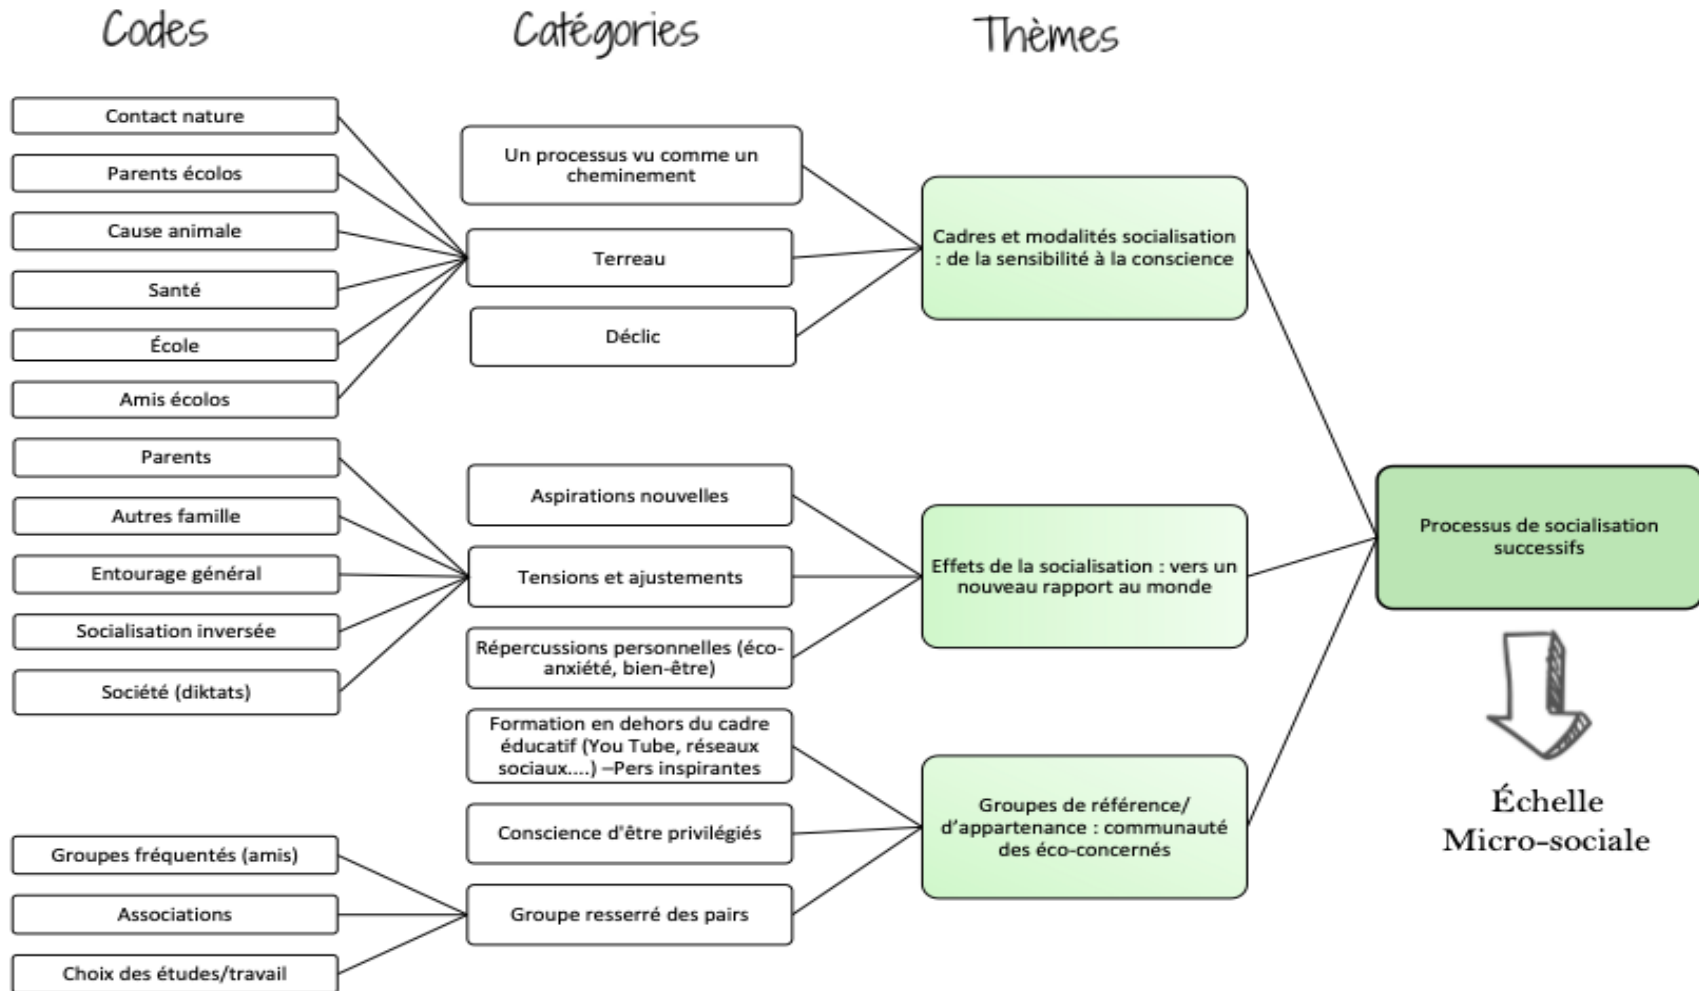 Codes
Catégories
Thèmes
Contact nature
Parents écolos
Cause animale
Santé
École
Amis écolos
Parents
Autres famille
Entourage général
Socialisation inversée
Société (diktats)
Groupes fréquentés (amis)
Associations
Choix des études/travail
Un processus vu comme un
cheminement
Terreau
Déclic
Aspirations nouvelles
Tensions et ajustements
Répercussions personnelles (éco-
anxiété, bien-être)
Formation en dehors du cadre
éducatif (You Tube, réseaux
sociaux....) –Pers inspirantes
Conscience d'être privilégiés
Groupe resserré des pairs
Cadres et modalités socialisation
: de la sensibilité à la conscience
Effets de la socialisation : vers un
nouveau rapport au monde
Groupes de référence/
d’appartenance : communauté
des éco-concernés
Processus de socialisation
successifs
Échelle
Micro-sociale